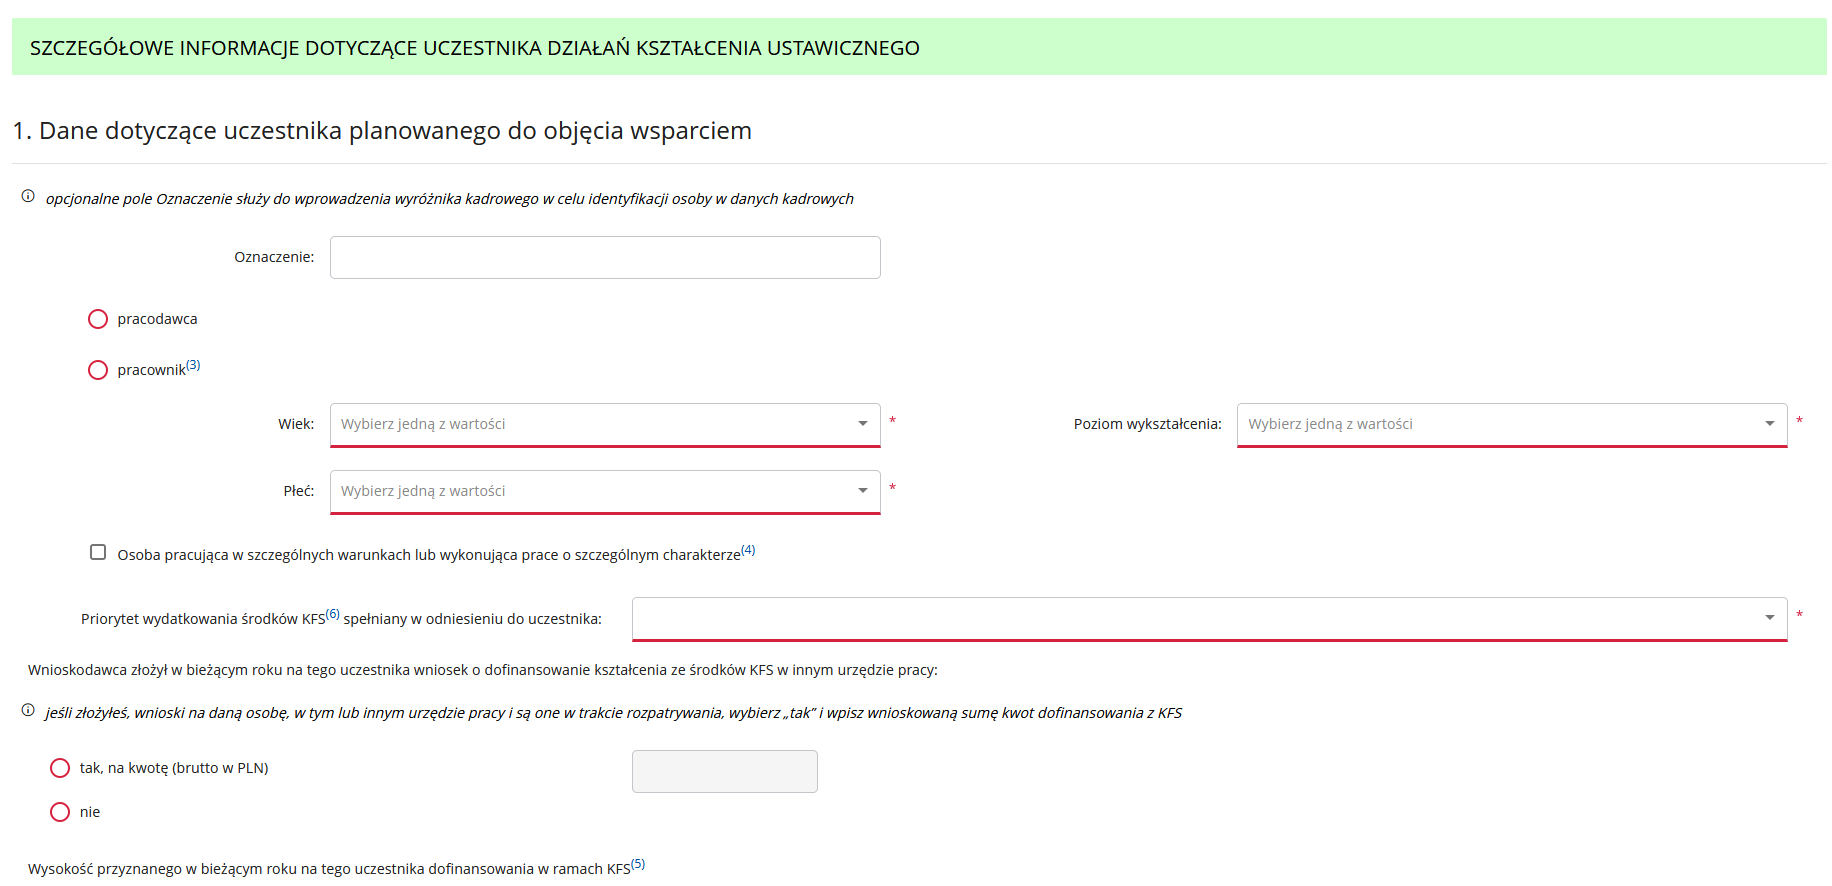 SZCZEGÓŁOWE INFORMACJE DOTYCZĄCE UCZESTNIKA DZIAŁAŃ KSZTAŁCENIA USTAWICZNEGO
1. Dane dotyczące uczestnika planowanego do objęcia wsparciem
opcjonalne pole Oznaczenie służy do wprowadzenia wyróżnika kadrowego w celu identyfikacji osoby w danych kadrowych
Oznaczenie:
pracodawca
pracownik(3)
Wiek: Wybierz jedną z wartości * Poziom wykształcenia: Wybierz jedną z wartości *
Płeć: Wybierz jedną z wartości *
Osoba pracująca w szczególnych warunkach lub wykonująca prace o szczególnym charakterze(4)
Priorytet wydatkowania środków KFS(6) spełniany w odniesieniu do uczestnika: *
Wnioskodawca złożył w bieżącym roku na tego uczestnika wniosek o dofinansowanie kształcenia ze środków KFS w innym urzędzie pracy:
jeśli złożyłeś, wnioski na daną osobę, w tym lub innym urzędzie pracy i są one w trakcie rozpatrywania, wybierz „tak” i wpisz wnioskowaną sumę kwot dofinansowania z KFS
tak, na kwotę (brutto w PLN)
nie
Wysokość przyznanego w bieżącym roku na tego uczestnika dofinansowania w ramach KFS(5)